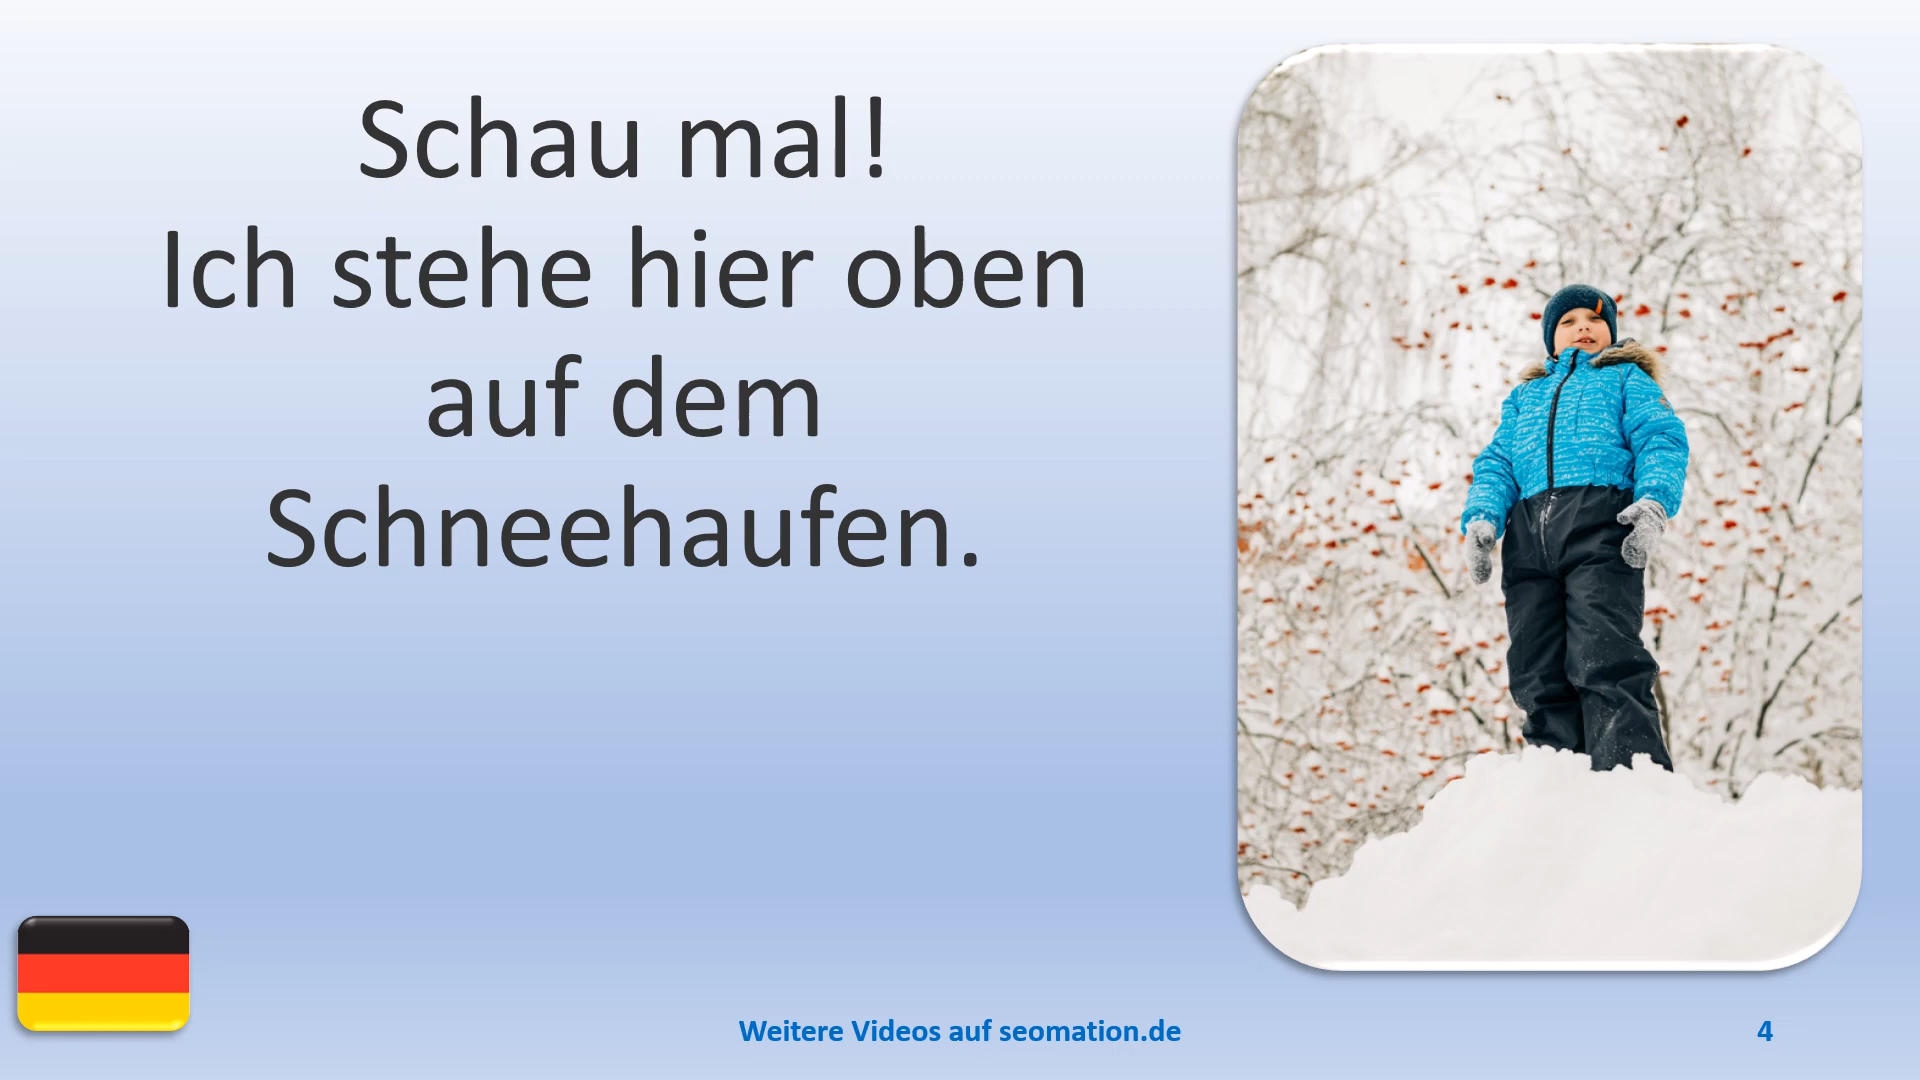 Schau mal!
Ich stehe hier oben
auf dem
Schneehaufen.
Weitere Videos auf seomation.de
4